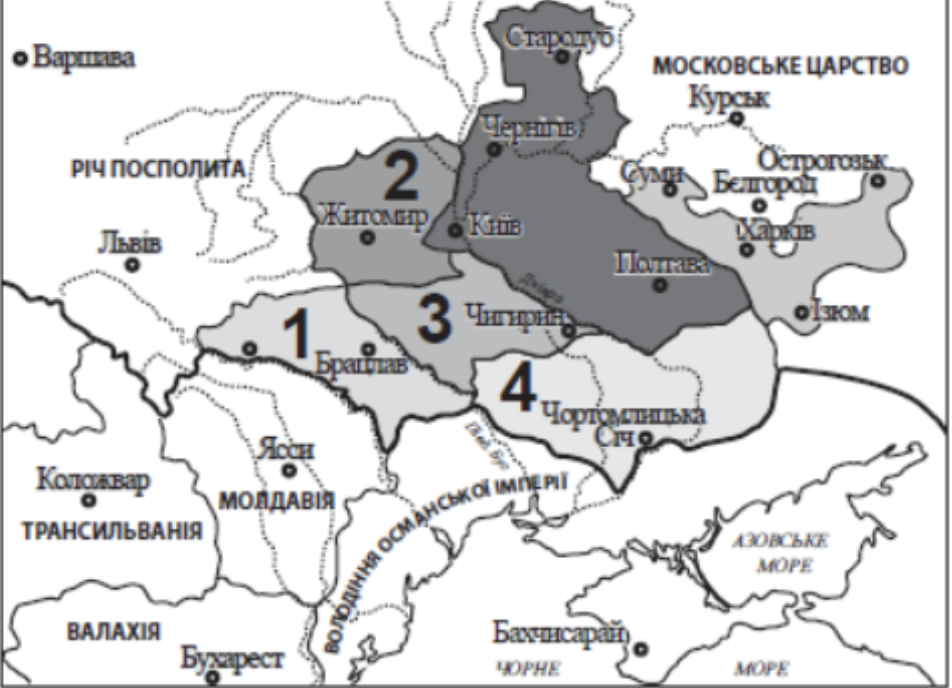 Стародуб
Варшава
МОСКОВСЬКЕ ЦАРСТВО
Курськ
Чернігів
РІЧ ПОСПОЛИТА
2
Суми
Острогозьк
Бєлгород
Житомир
Київ
Харків
Львів
Полтава
Дніпро
Ізюм
1
3
Чигирин
Брацлав
4
Чортомлицька
Січ
Півд. Буг
Ясси
Коложвар
МОЛДАВІЯ
ТРАНСИЛЬВАНІЯ
ВОЛОДІННЯ ОСМАНСЬКОЇ ІМПЕРІЇ
АЗОВСЬКЕ
МОРЕ
ВАЛАХІЯ
Бахчисарай
Бухарест
ЧОРНЕ
МОРЕ